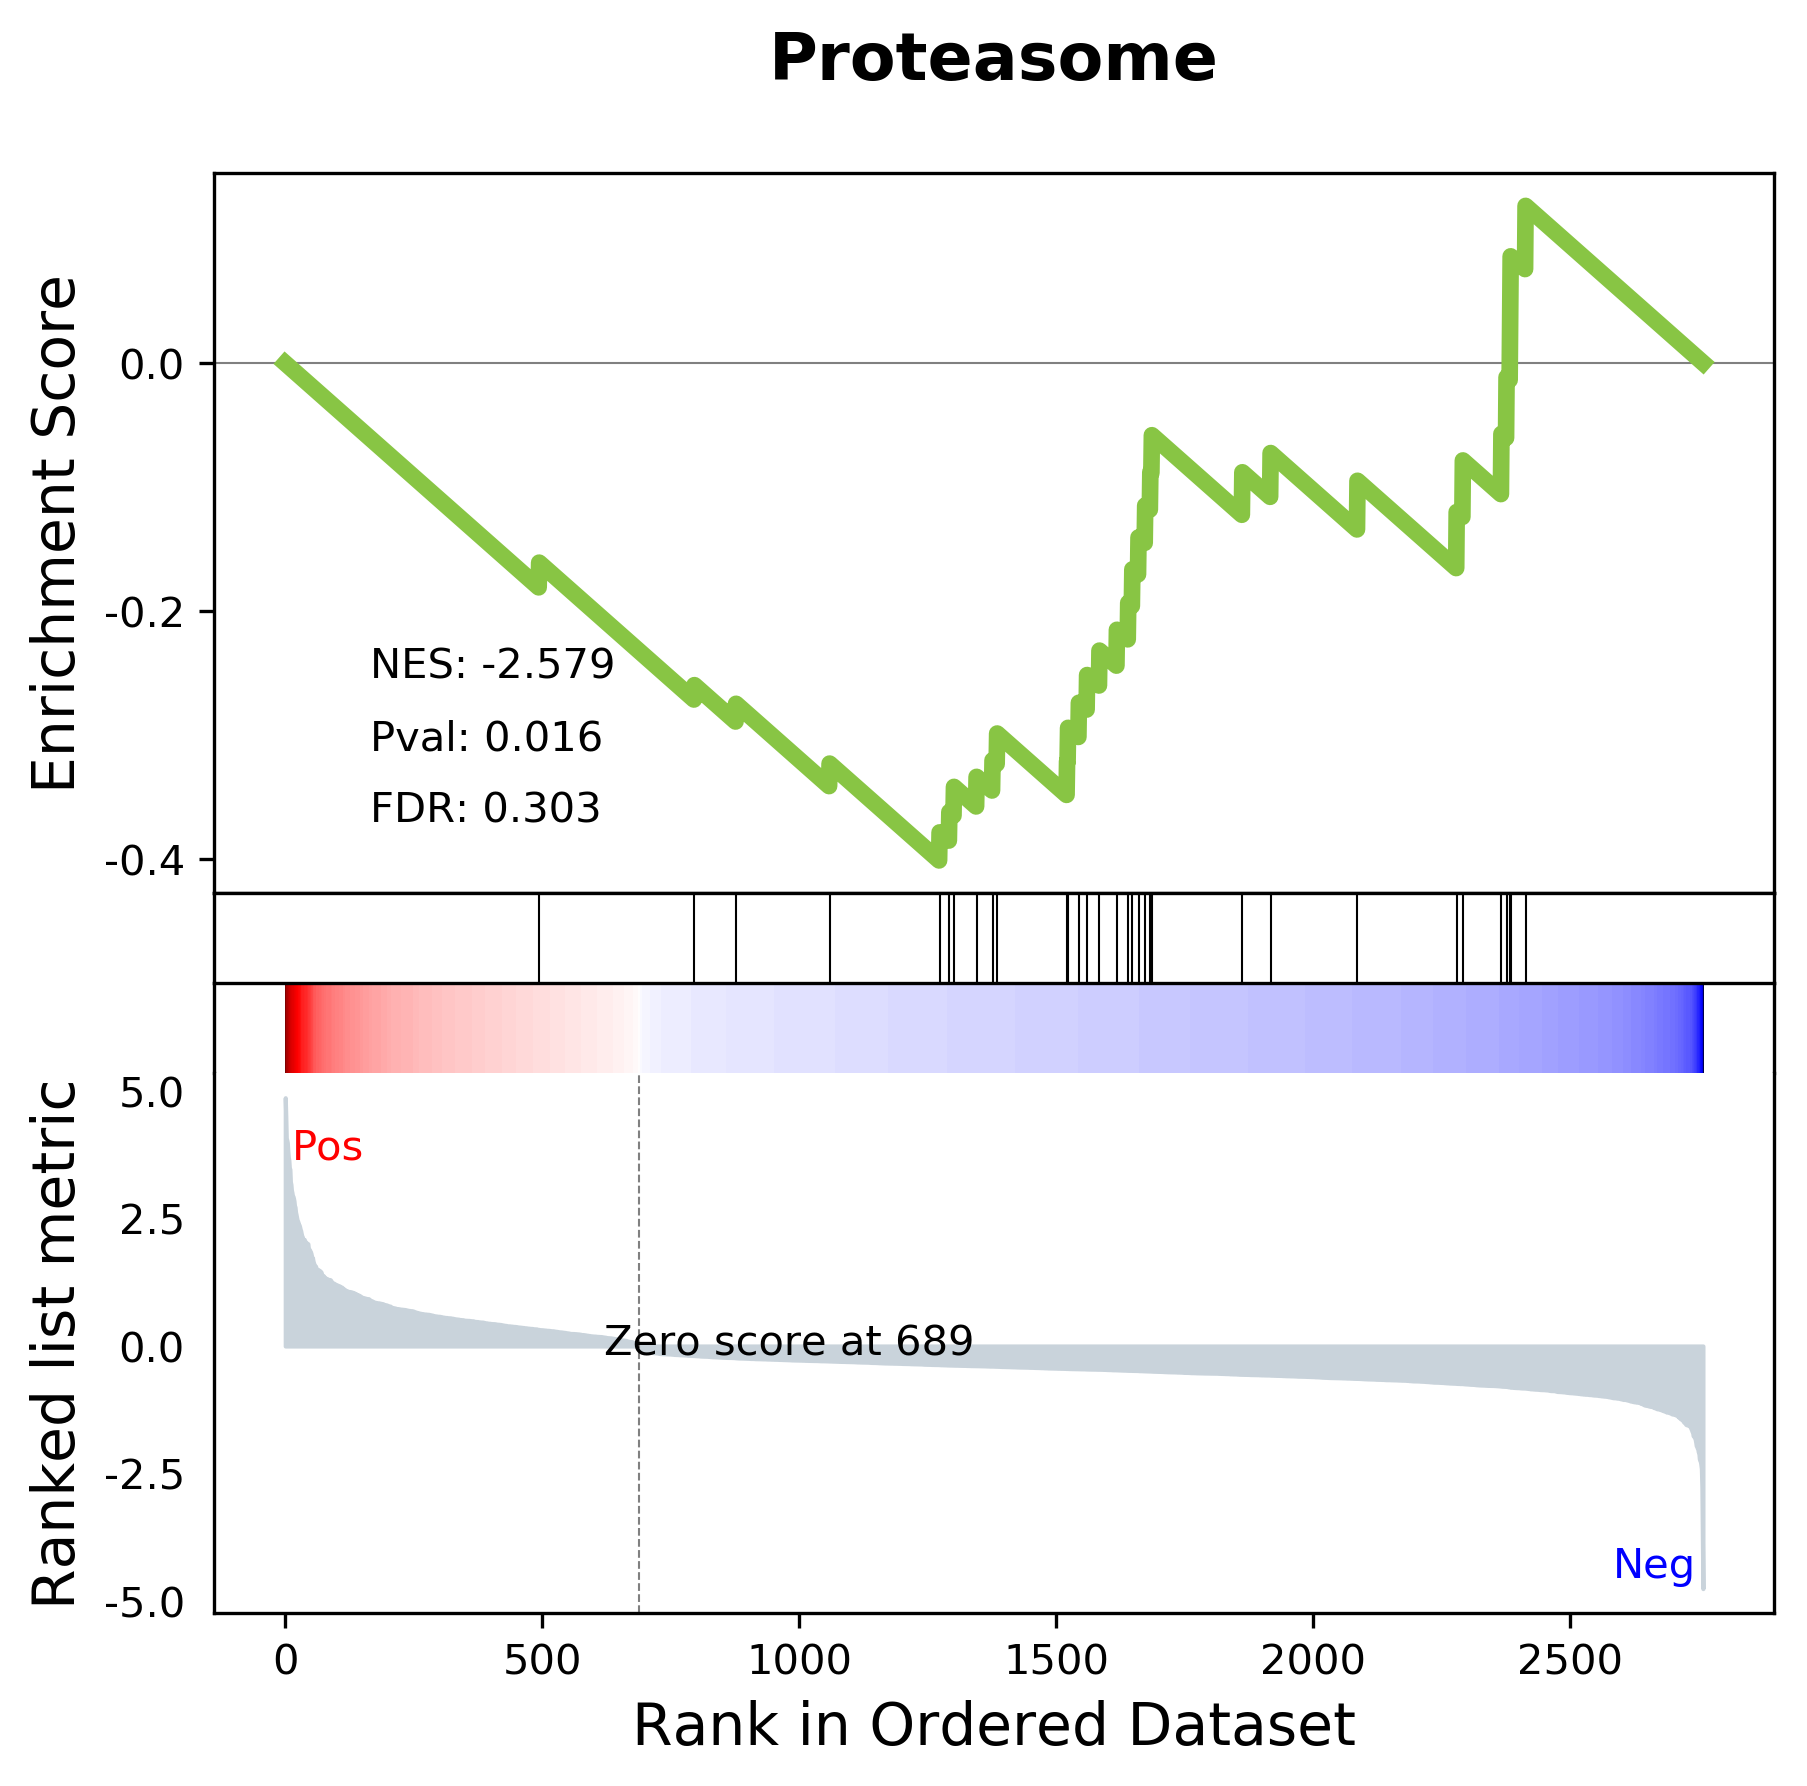 Proteasome
Enrichment Score
0.0
-0.2
-0.4
NES: -2.579
Pval: 0.016
FDR: 0.303
Ranked list metric
5.0
2.5
0.0
-2.5
-5.0
Pos
Zero score at 689
Neg
0 500 1000 1500 2000 2500
Rank in Ordered Dataset